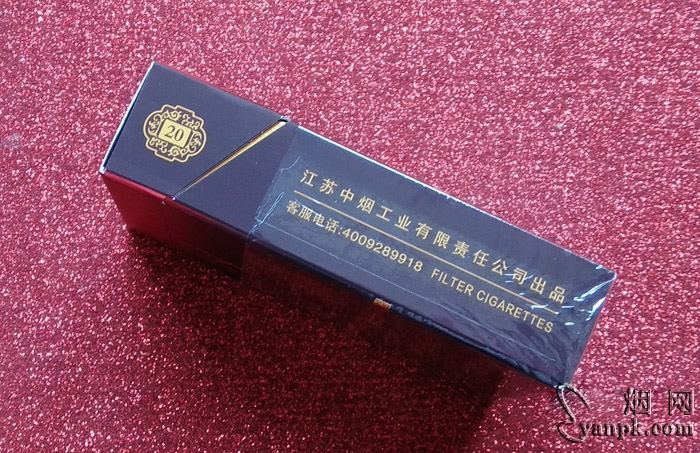 20
江苏中烟工业有限责任公司出品
客服电话:4009289918 FILTER CIGARETTES
烟网
yanpk.com